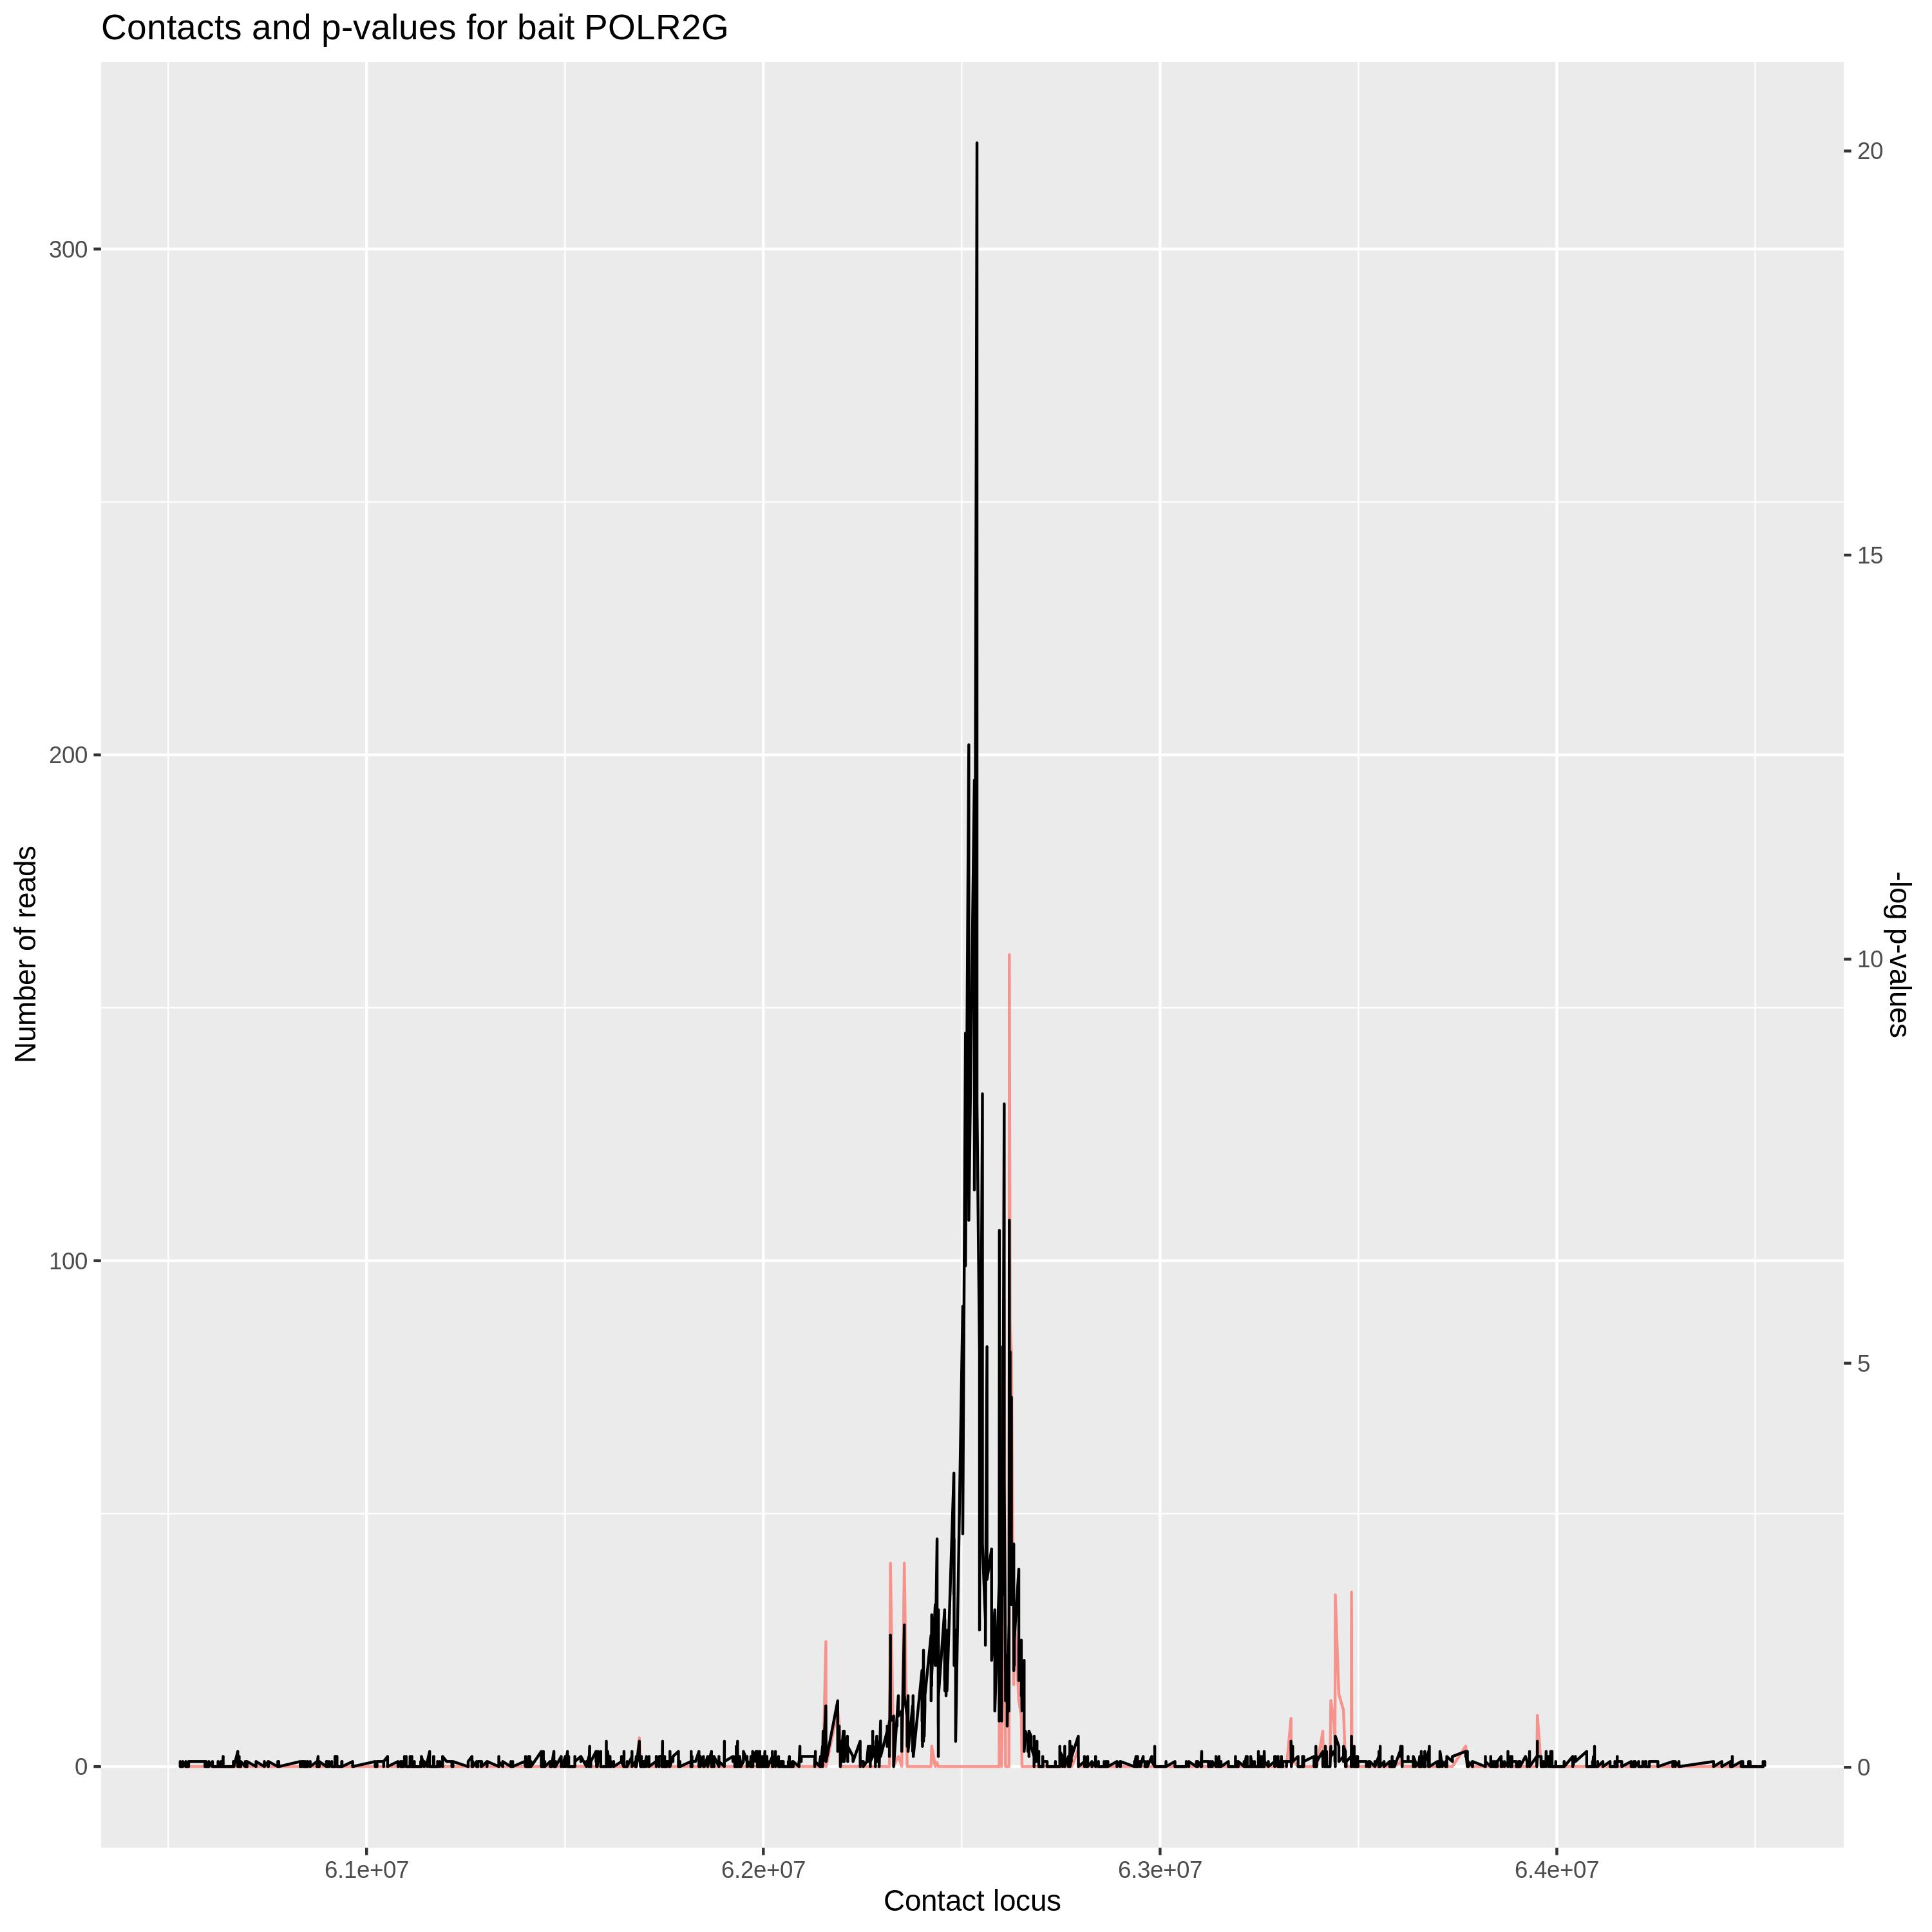 Contacts and p-values for bait POLR2G
300
200
100
0
Number of reads
20
15
10
5
0
-log p-values
6.1e+07
6.2e+07
6.3e+07
6.4e+07
Contact locus